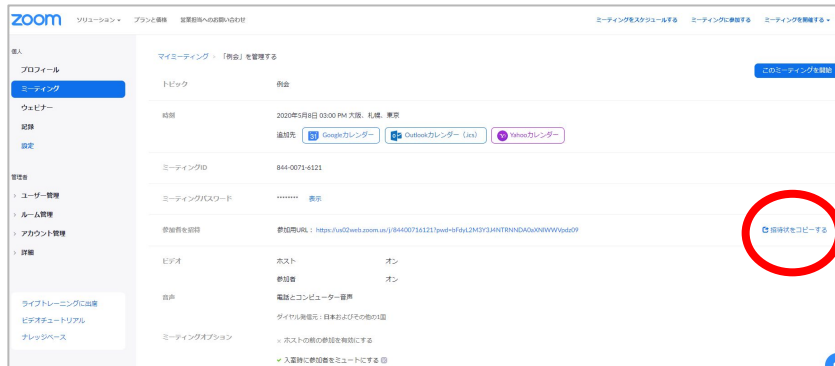 zoom ソリューション プランと価格 営業担当へのお問い合わせ ミーティングをスケジュールする ミーティングに参加する ミーティングを開催する
個人
プロフィール
ミーティング
ウェビナー
記録
設定
管理者
ユーザー管理
ルーム管理
アカウント管理
詳細
ライブトレーニングに出席
ビデオチュートリアル
ナレッジベース
マイミーティング > 「例会」を管理する
このミーティングを開始
トピック 例会
時刻 2020年5月8日 03:00 PM 大阪、札幌、東京
追加先 31 Googleカレンダー Outlookカレンダー (.ics) Yahooカレンダー
ミーティングID 844-0071-6121
ミーティングパスワード ******** 表示
参加者を招待 参加用URL: https://us02web.zoom.us/j/84400716121?pwd=bFdyL2M3Y3J4NTRNNDA0aXNIWWVpdz09 招待状をコピーする
ビデオ ホスト オン
参加者 オン
音声 電話とコンピューター音声
ダイヤル発信元:日本およびその他の1国
ミーティングオプション × ホストの前の参加を有効にする
✓ 入室時に参加者をミュートにする